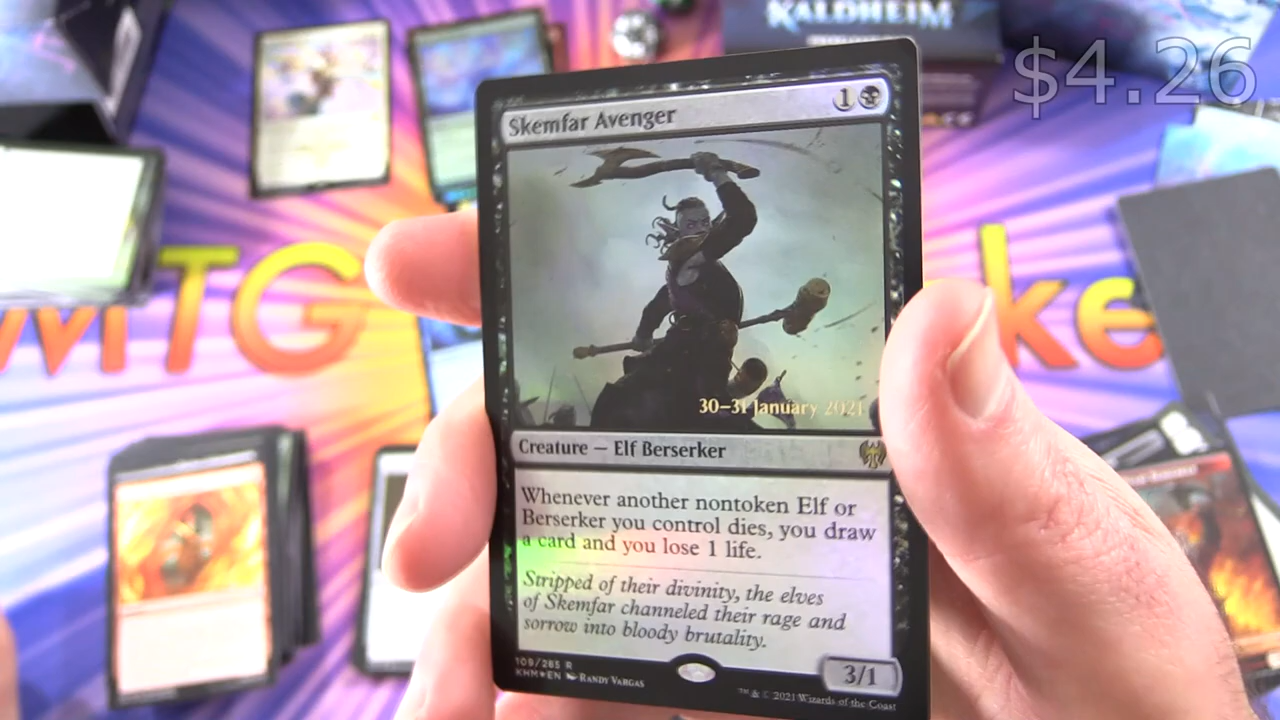 KALDHEIM
$4.26
Skemfar Avenger
1
30–31 January 2021
TG
ke
Creature — Elf Berserker
Whenever another nontoken Elf or
Berserker you control dies, you draw
a card and you lose 1 life.
Stripped of their divinity, the elves
of Skemfar channeled their rage and
sorrow into bloody brutality.
109/285 R
KHM★EN Randy Vargas
3/1
™ & © 2021 Wizards of the Coast